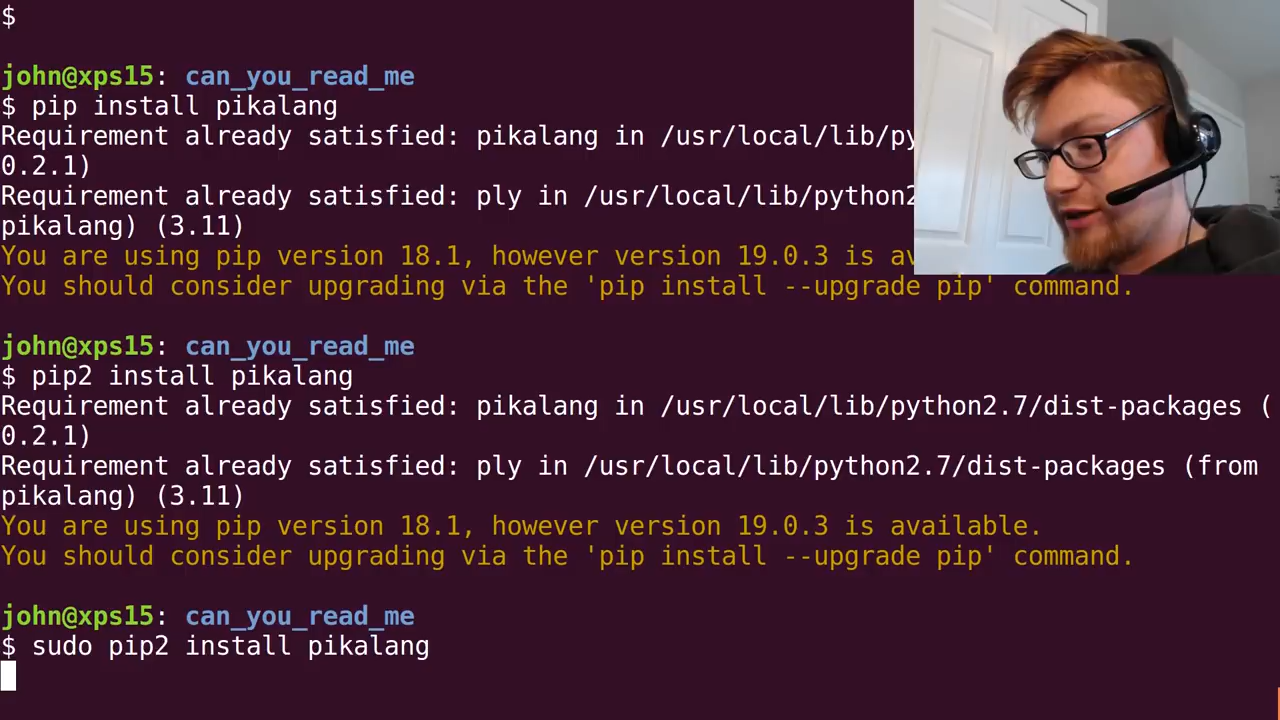 $
john@xps15: can_you_read_me
$ pip install pikalang
Requirement already satisfied: pikalang in /usr/local/lib/py
0.2.1)
Requirement already satisfied: ply in /usr/local/lib/python2
pikalang) (3.11)
You are using pip version 18.1, however version 19.0.3 is av
You should consider upgrading via the 'pip install --upgrade pip' command.
john@xps15: can_you_read_me
$ pip2 install pikalang
Requirement already satisfied: pikalang in /usr/local/lib/python2.7/dist-packages (
0.2.1)
Requirement already satisfied: ply in /usr/local/lib/python2.7/dist-packages (from
pikalang) (3.11)
You are using pip version 18.1, however version 19.0.3 is available.
You should consider upgrading via the 'pip install --upgrade pip' command.
john@xps15: can_you_read_me
$ sudo pip2 install pikalang